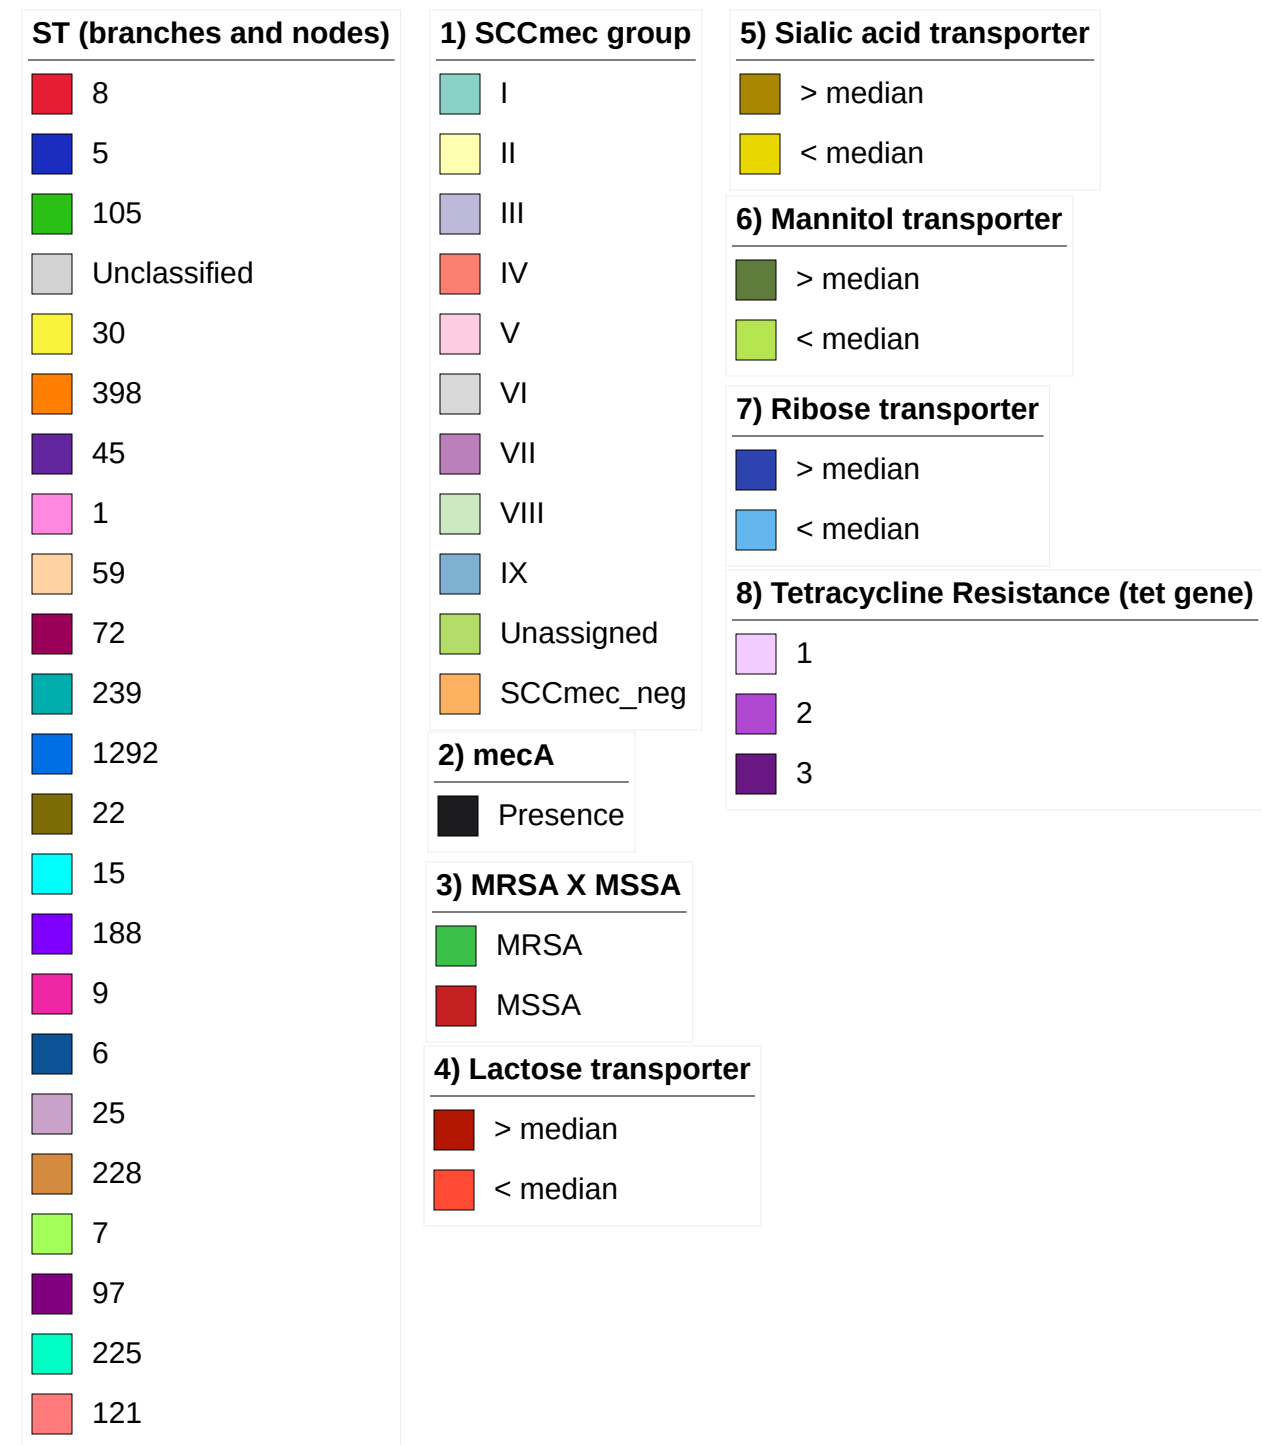 ST (branches and nodes)
8
5
105
Unclassified
30
398
45
1
59
72
239
1292
22
15
188
9
6
25
228
7
97
225
121
1) SCCmec group
I
II
III
IV
V
VI
VII
VIII
IX
Unassigned
SCCmec_neg
2) mecA
Presence
3) MRSA X MSSA
MRSA
MSSA
4) Lactose transporter
> median
< median
5) Sialic acid transporter
> median
< median
6) Mannitol transporter
> median
< median
7) Ribose transporter
> median
< median
8) Tetracycline Resistance (tet gene)
1
2
3